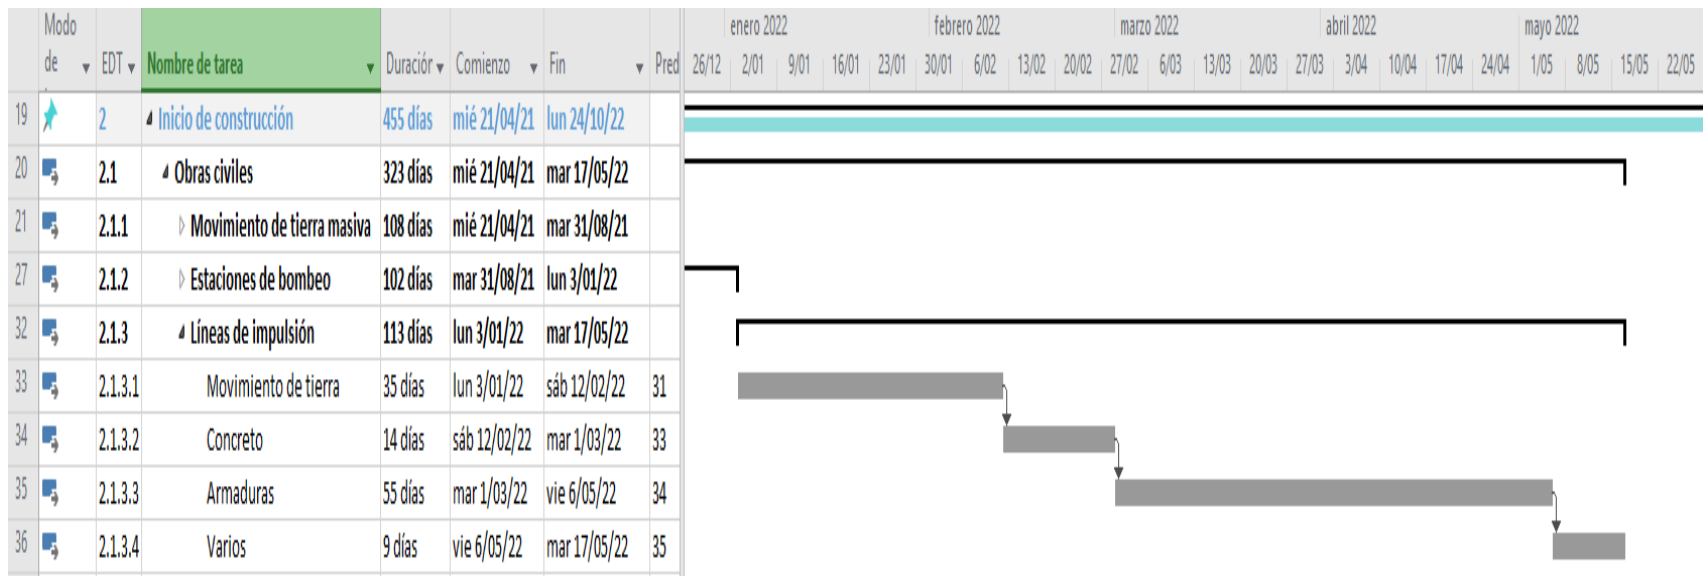 Modo de
EDT
Nombre de tarea
Duración
Comienzo
Fin
Pred
enero 2022 febrero 2022 marzo 2022 abril 2022 mayo 2022
26/12 2/01 9/01 16/01 23/01 30/01 6/02 13/02 20/02 27/02 6/03 13/03 20/03 27/03 3/04 10/04 17/04 24/04 1/05 8/05 15/05 22/05
19 2 Inicio de construcción 455 días mié 21/04/21 lun 24/10/22
20 2.1 Obras civiles 323 días mié 21/04/21 mar 17/05/22
21 2.1.1 Movimiento de tierra masiva 108 días mié 21/04/21 mar 31/08/21
27 2.1.2 Estaciones de bombeo 102 días mar 31/08/21 lun 3/01/22
32 2.1.3 Líneas de impulsión 113 días lun 3/01/22 mar 17/05/22
33 2.1.3.1 Movimiento de tierra 35 días lun 3/01/22 sáb 12/02/22 31
34 2.1.3.2 Concreto 14 días sáb 12/02/22 mar 1/03/22 33
35 2.1.3.3 Armaduras 55 días mar 1/03/22 vie 6/05/22 34
36 2.1.3.4 Varios 9 días vie 6/05/22 mar 17/05/22 35